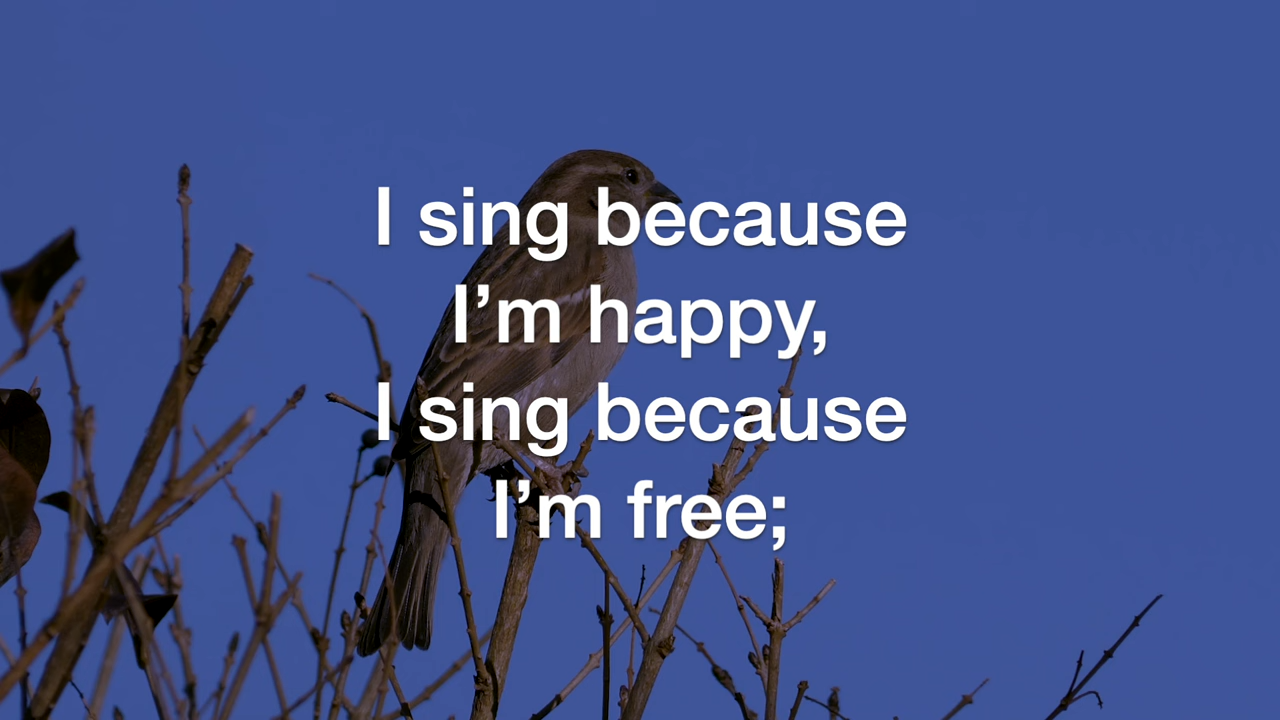 I sing because
I’m happy,
I sing because
I’m free;